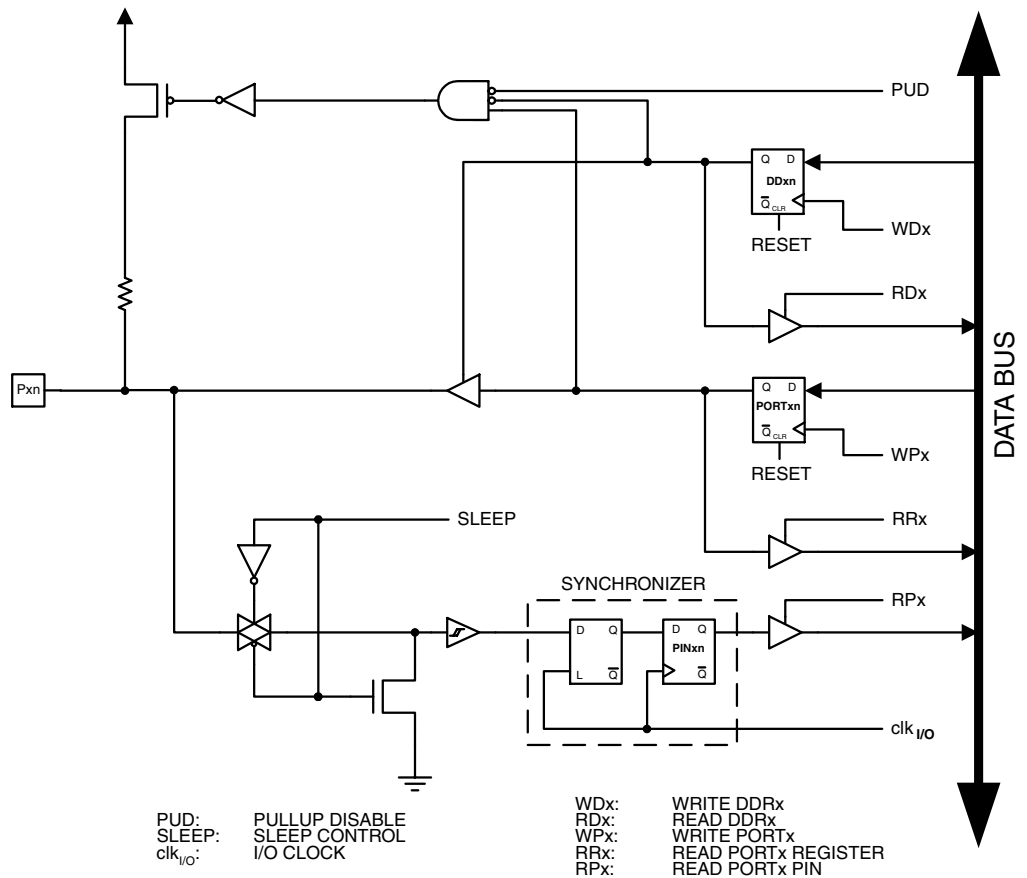 PUD
Q D
DDxn
Q CLR
RESET
WDx
RDx
Pxn
Q D
PORTxn
Q CLR
RESET
WPx
DATA BUS
SLEEP
RRx
SYNCHRONIZER
RPx
D Q
L Q
D Q
PINxn
Q
clk I/O
PUD: PULLUP DISABLE
SLEEP: SLEEP CONTROL
clkI/O: I/O CLOCK
WDx: WRITE DDRx
RDx: READ DDRx
WPx: WRITE PORTx
RRx: READ PORTx REGISTER
RPx: READ PORTx PIN